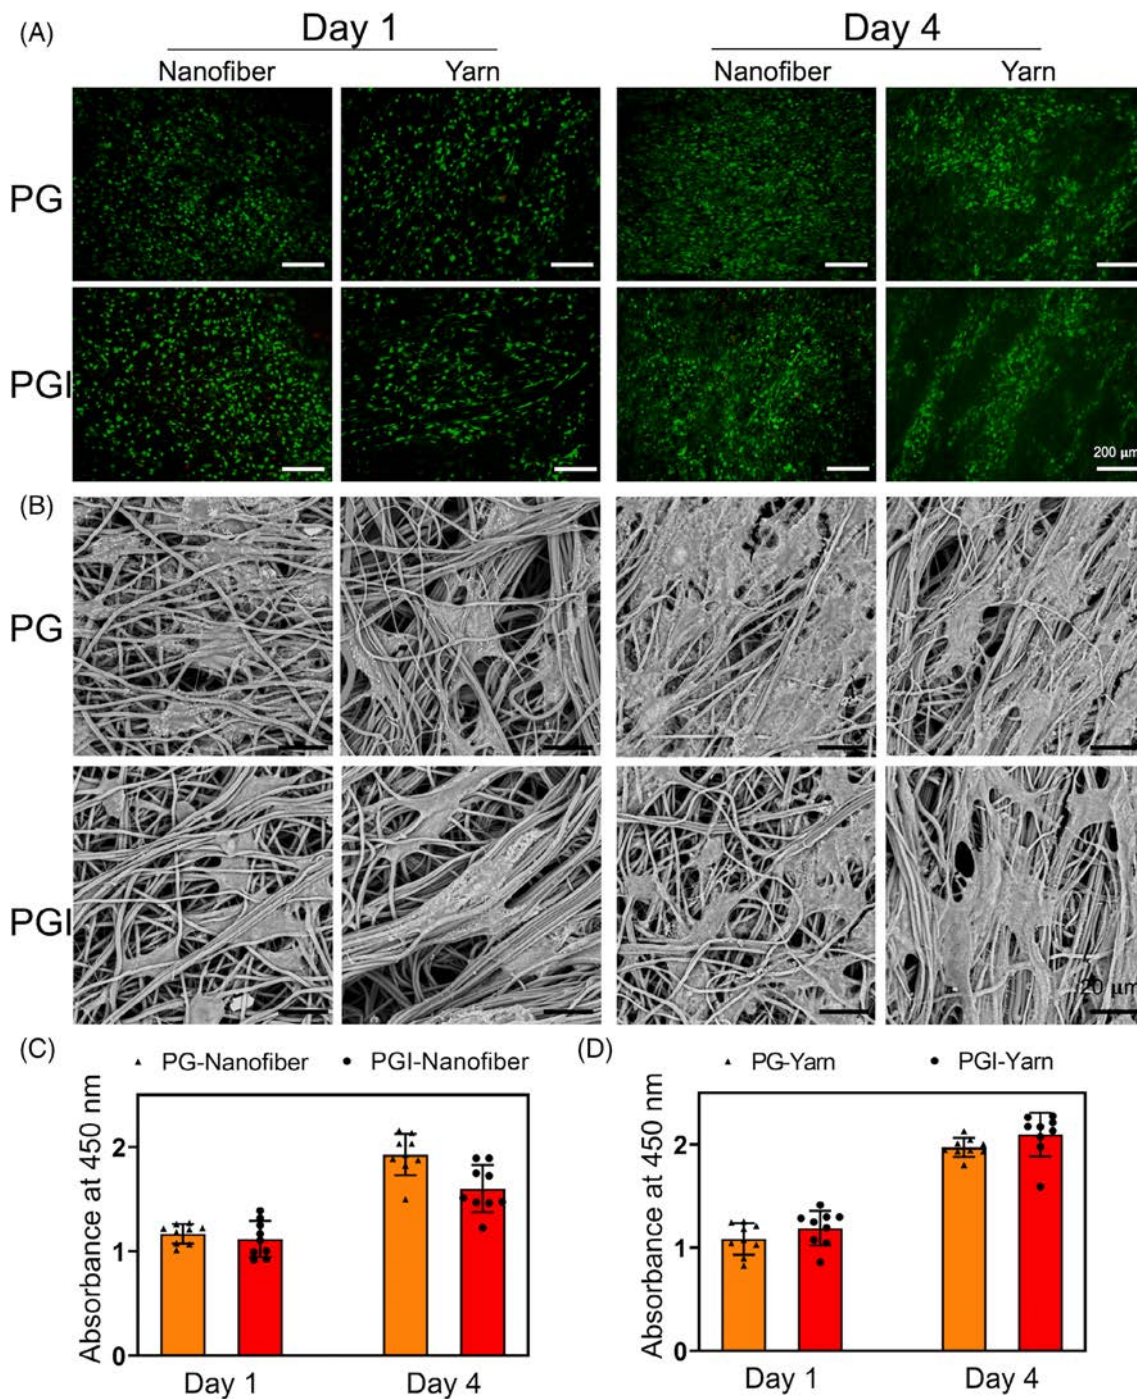 (A)
Day 1
Day 4
Nanofiber
Yarn
Nanofiber
Yarn
PG
PGI
200 μm
(B)
PG
PGI
20 μm
(C)
PG-Nanofiber
PGI-Nanofiber
Absorbance at 450 nm
2
1
0
Day 1
Day 4
(D)
PG-Yarn
PGI-Yarn
Absorbance at 450 nm
2
1
0
Day 1
Day 4